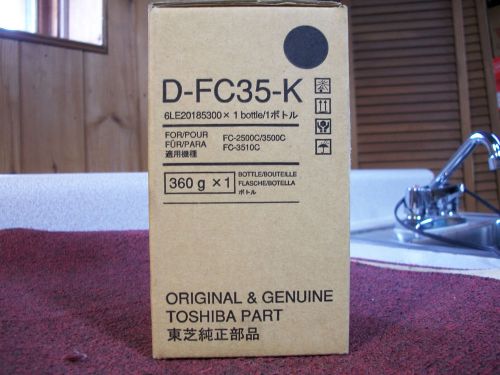 D-FC35-K
6LE20185300 × 1 bottle/1ボトル
FOR/POUR
FÜR/PARA
適用機種
FC-2500C/3500C
FC-3510C
360 g × 1
BOTTLE/BOUTEILLE
FLASCHE/BOTELLA
ボトル
ORIGINAL & GENUINE
TOSHIBA PART
東芝純正部品